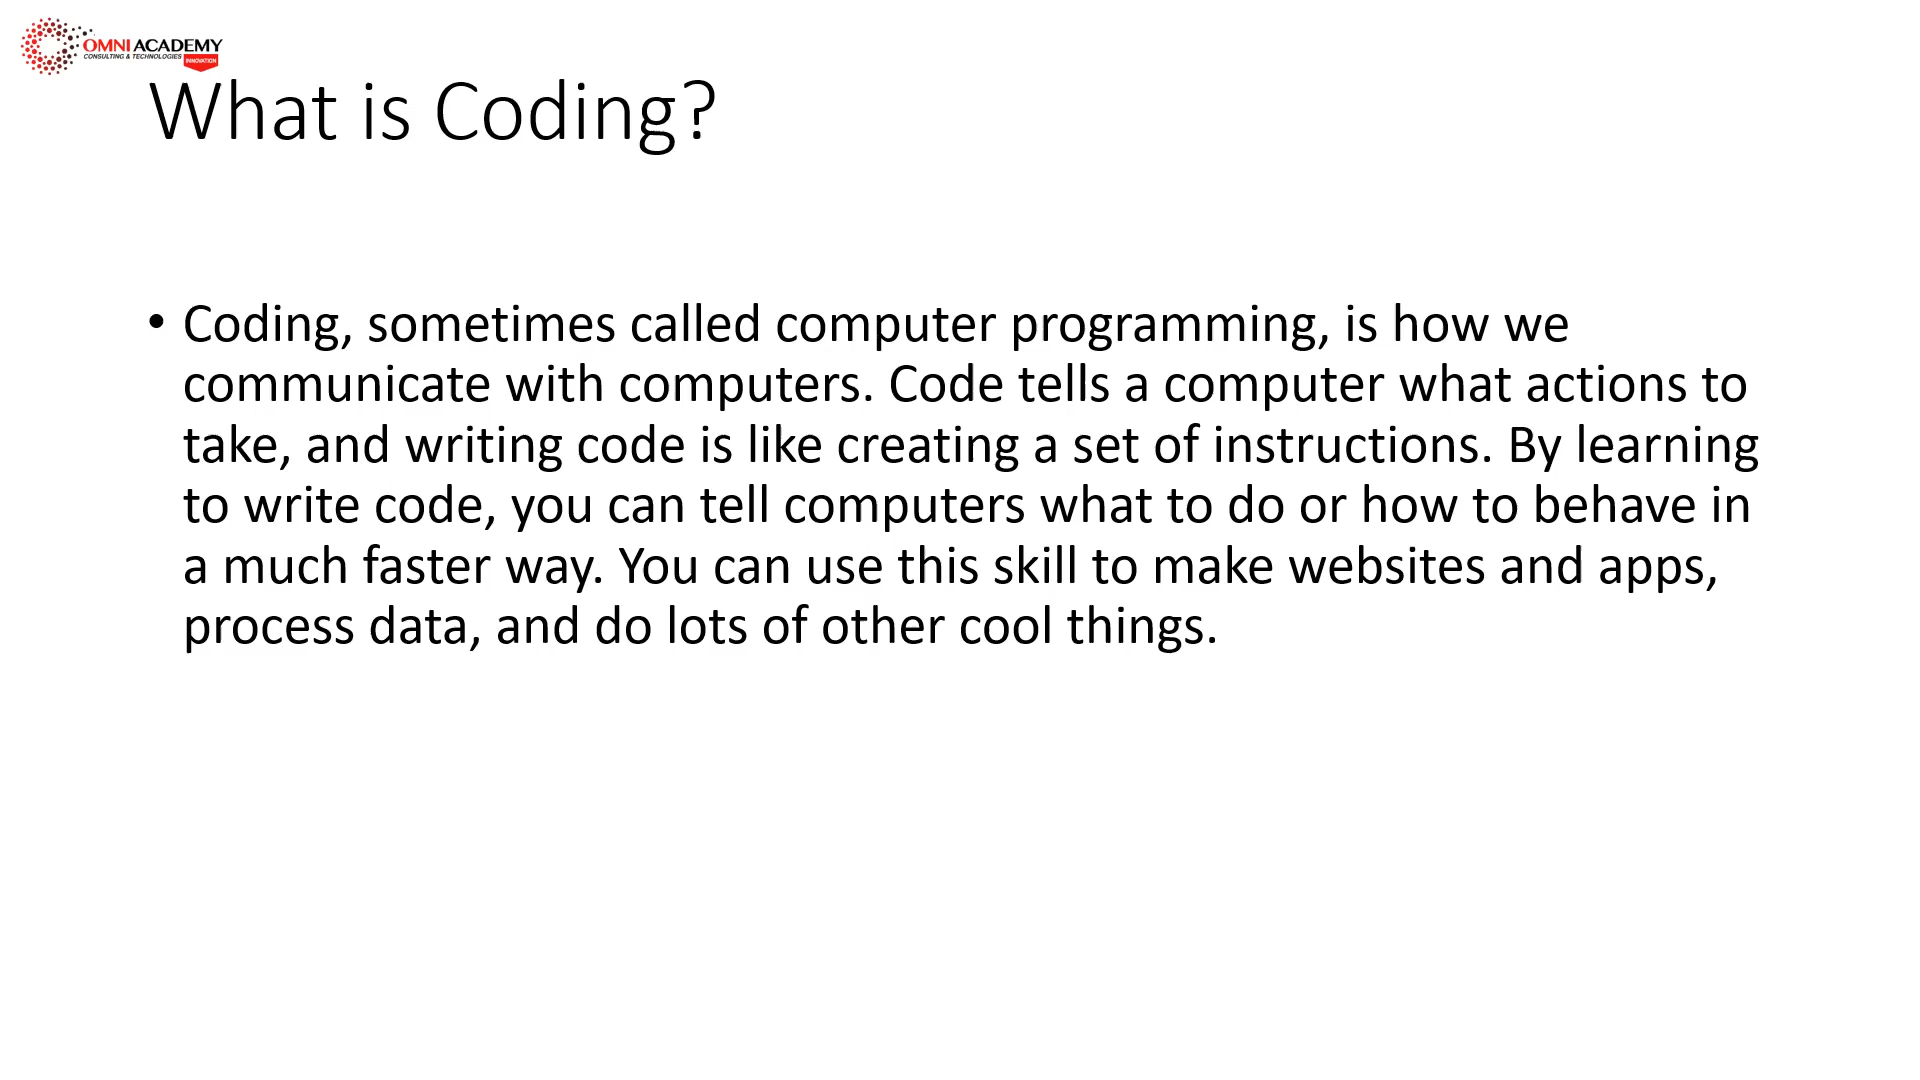 OMNI ACADEMY
CONSULTING & TECHNOLOGIES
INNOVATION
What is Coding?
• Coding, sometimes called computer programming, is how we
communicate with computers. Code tells a computer what actions to
take, and writing code is like creating a set of instructions. By learning
to write code, you can tell computers what to do or how to behave in
a much faster way. You can use this skill to make websites and apps,
process data, and do lots of other cool things.